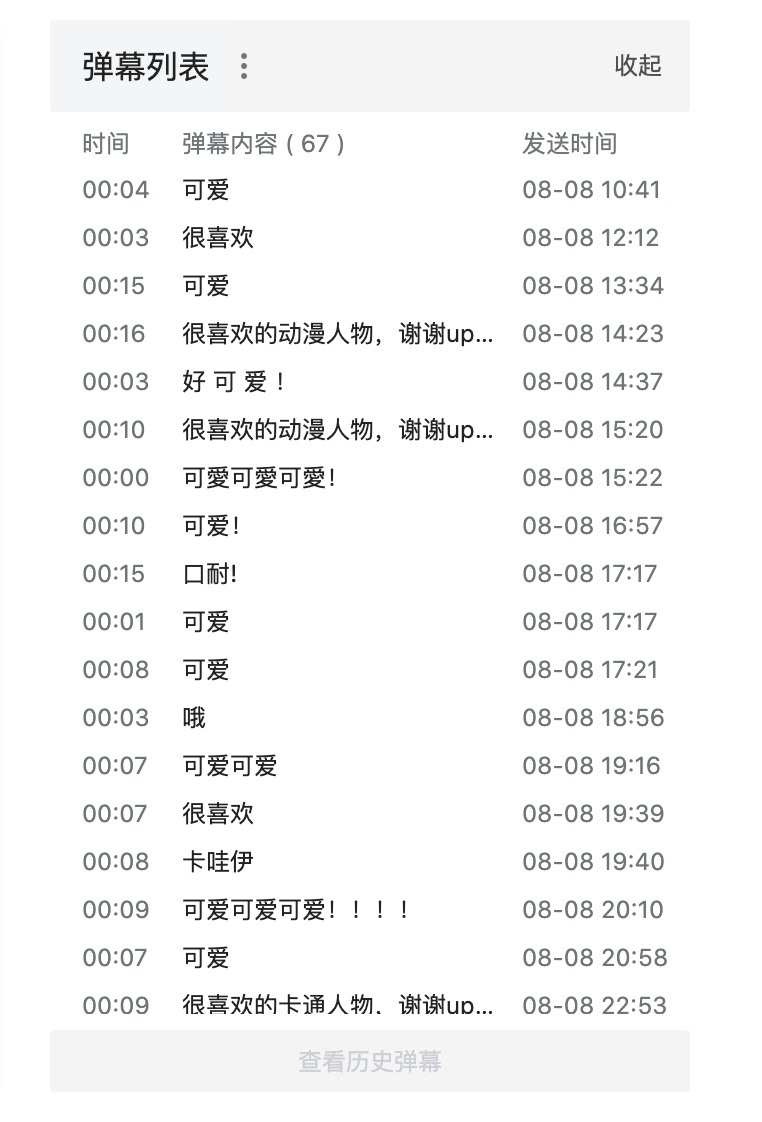 弹幕列表 收起
时间 弹幕内容 ( 67 ) 发送时间
00:04 可爱 08-08 10:41
00:03 很喜欢 08-08 12:12
00:15 可爱 08-08 13:34
00:16 很喜欢的动漫人物，谢谢up... 08-08 14:23
00:03 好 可 爱 ！ 08-08 14:37
00:10 很喜欢的动漫人物，谢谢up... 08-08 15:20
00:00 可愛可愛可愛！ 08-08 15:22
00:10 可爱！ 08-08 16:57
00:15 口耐! 08-08 17:17
00:01 可爱 08-08 17:17
00:08 可爱 08-08 17:21
00:03 哦 08-08 18:56
00:07 可爱可爱 08-08 19:16
00:07 很喜欢 08-08 19:39
00:08 卡哇伊 08-08 19:40
00:09 可爱可爱可爱！！！！ 08-08 20:10
00:07 可爱 08-08 20:58
00:09 很喜欢的卡通人物，谢谢up... 08-08 22:53
查看历史弹幕